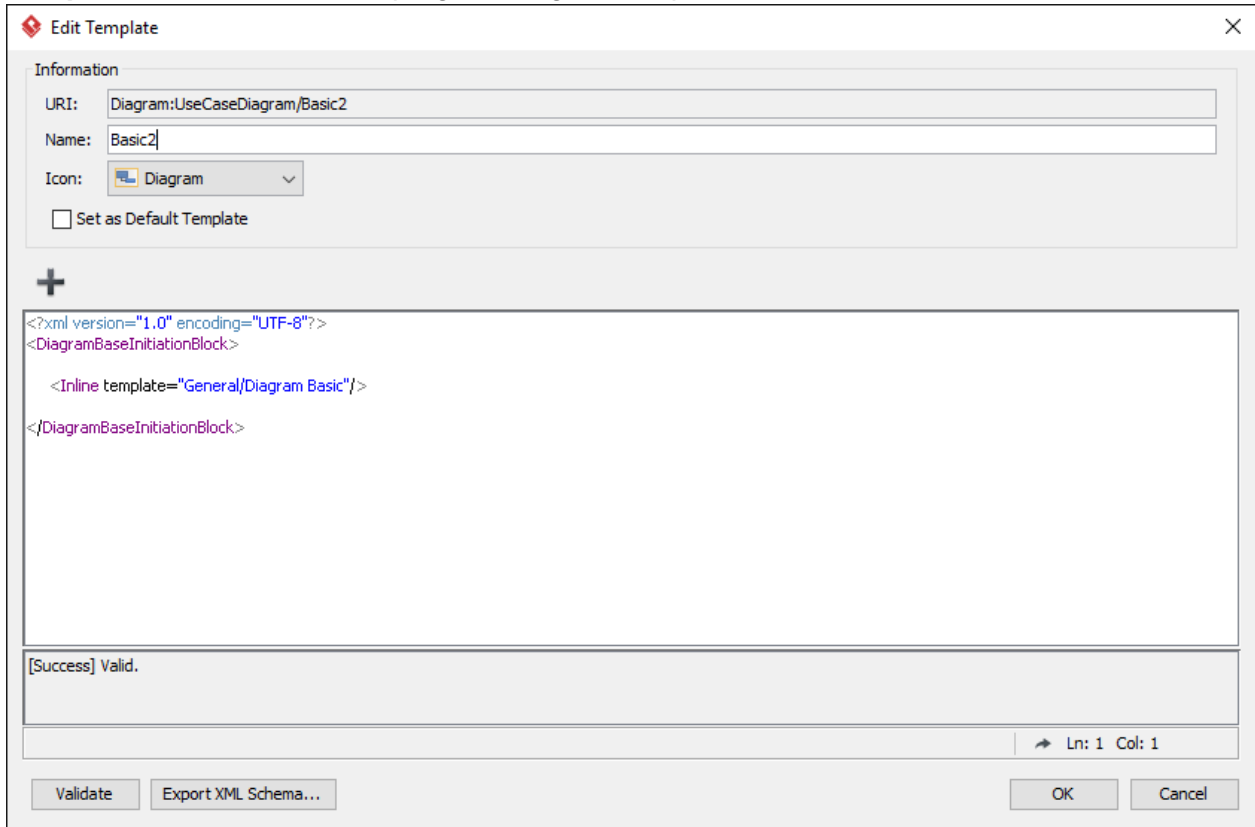 Edit Template
Information
URI: Diagram:UseCaseDiagram/Basic2
Name: Basic2
Icon: Diagram
Set as Default Template
<?xml version="1.0" encoding="UTF-8"?>
<DiagramBaseInitiationBlock>
<Inline template="General/Diagram Basic"/>
</DiagramBaseInitiationBlock>
[Success] Valid.
Ln: 1 Col: 1
Validate Export XML Schema... OK Cancel